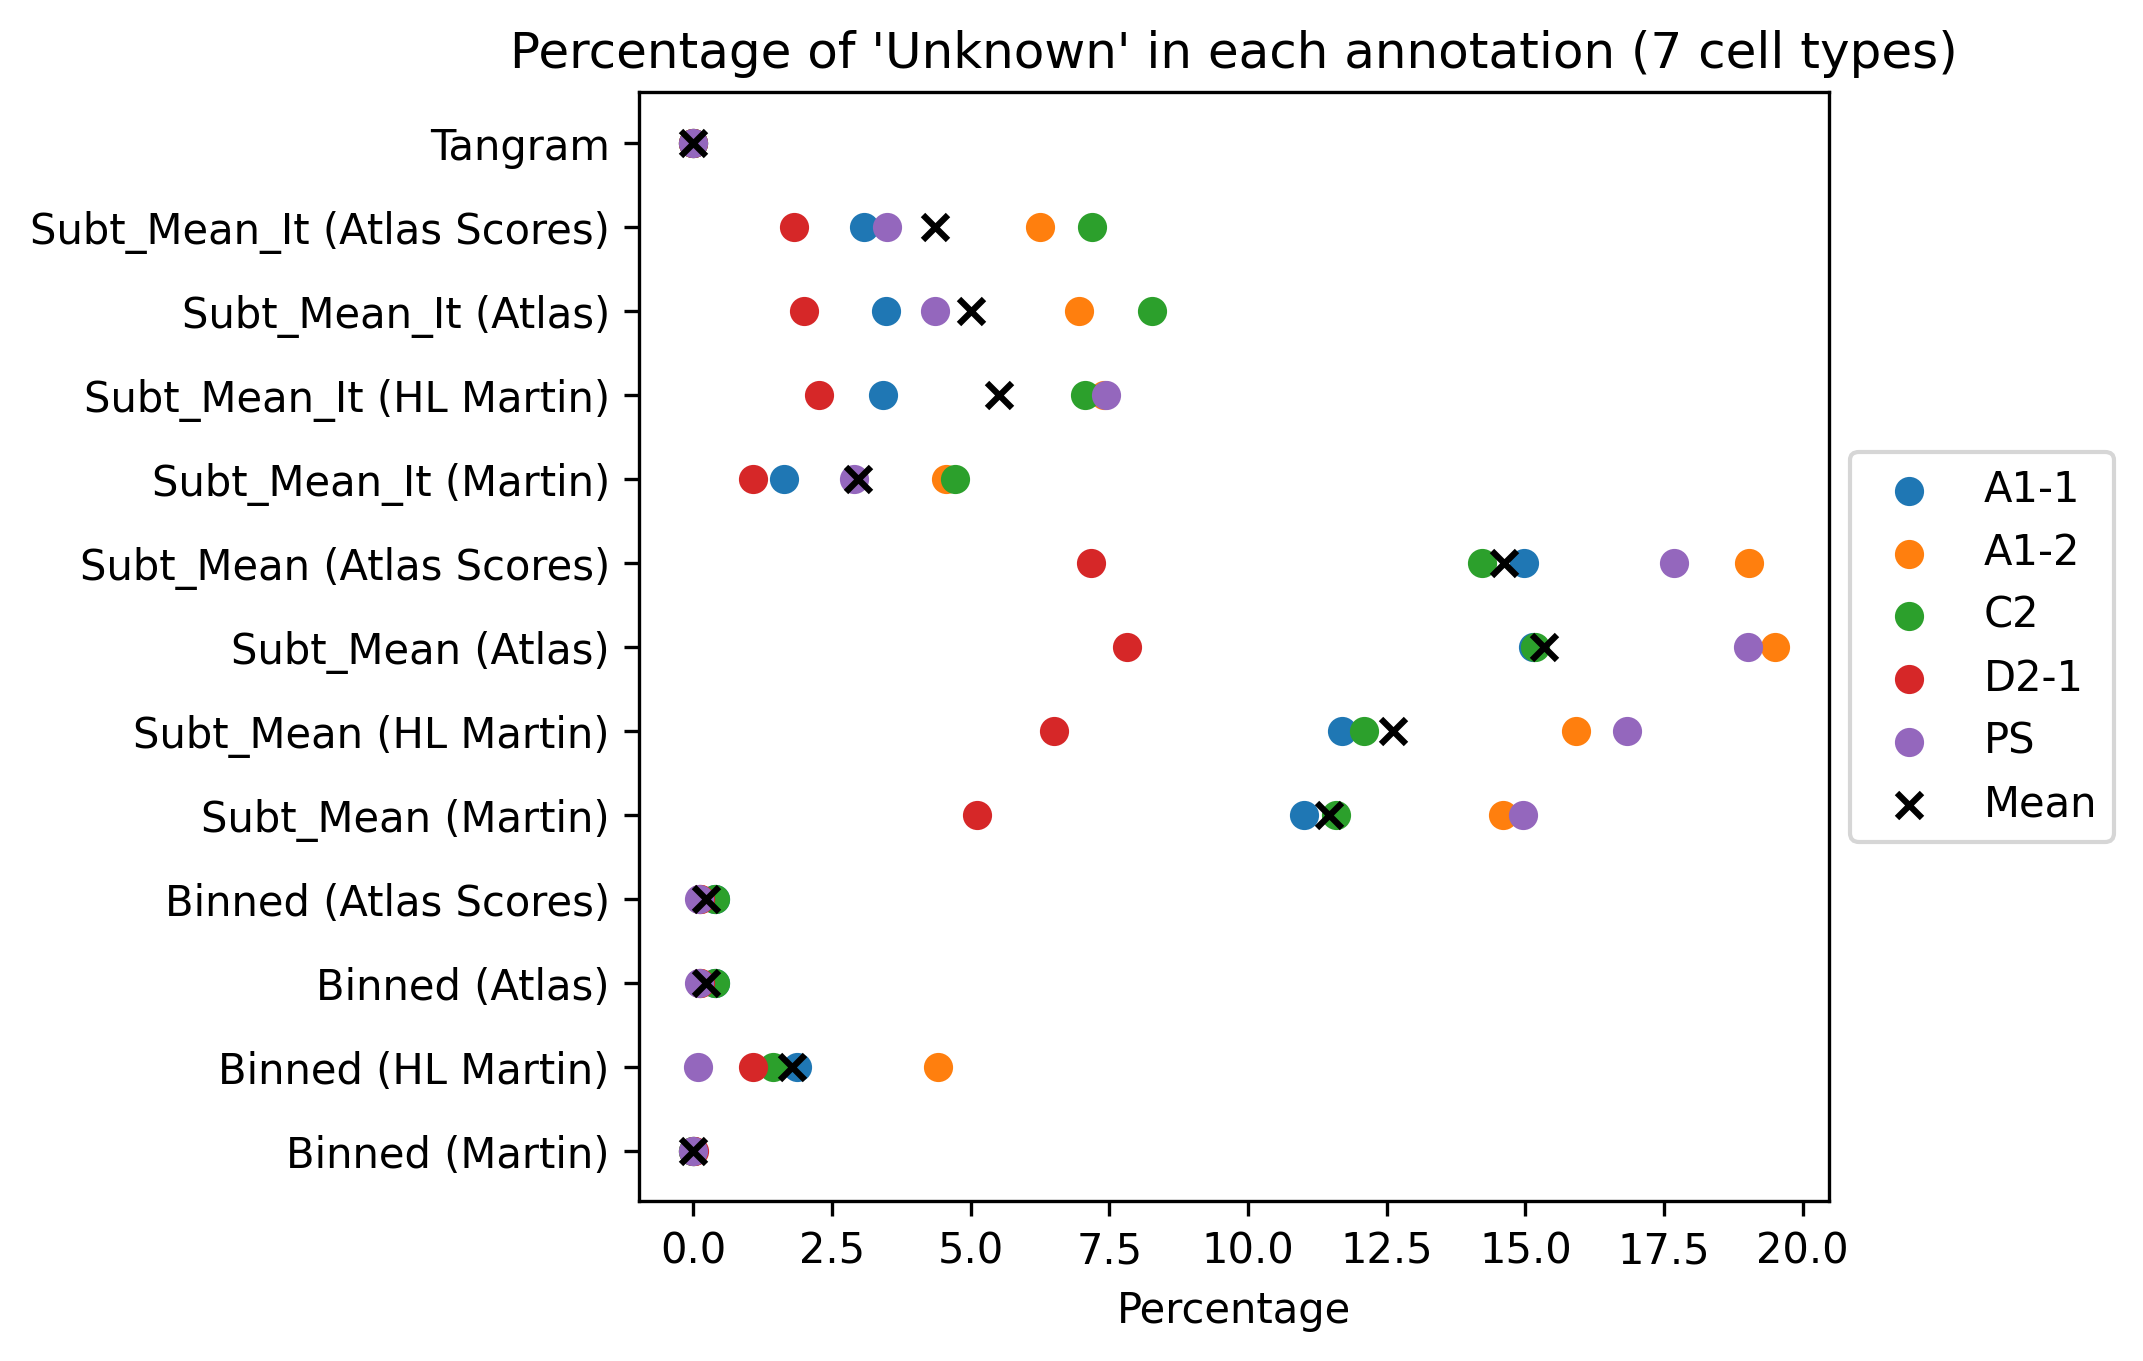 Percentage of 'Unknown' in each annotation (7 cell types)
Tangram
Subt_Mean_It (Atlas Scores)
Subt_Mean_It (Atlas)
Subt_Mean_It (HL Martin)
Subt_Mean_It (Martin)
Subt_Mean (Atlas Scores)
Subt_Mean (Atlas)
Subt_Mean (HL Martin)
Subt_Mean (Martin)
Binned (Atlas Scores)
Binned (Atlas)
Binned (HL Martin)
Binned (Martin)
0.0 2.5 5.0 7.5 10.0 12.5 15.0 17.5 20.0
Percentage
A1-1
A1-2
C2
D2-1
PS
Mean